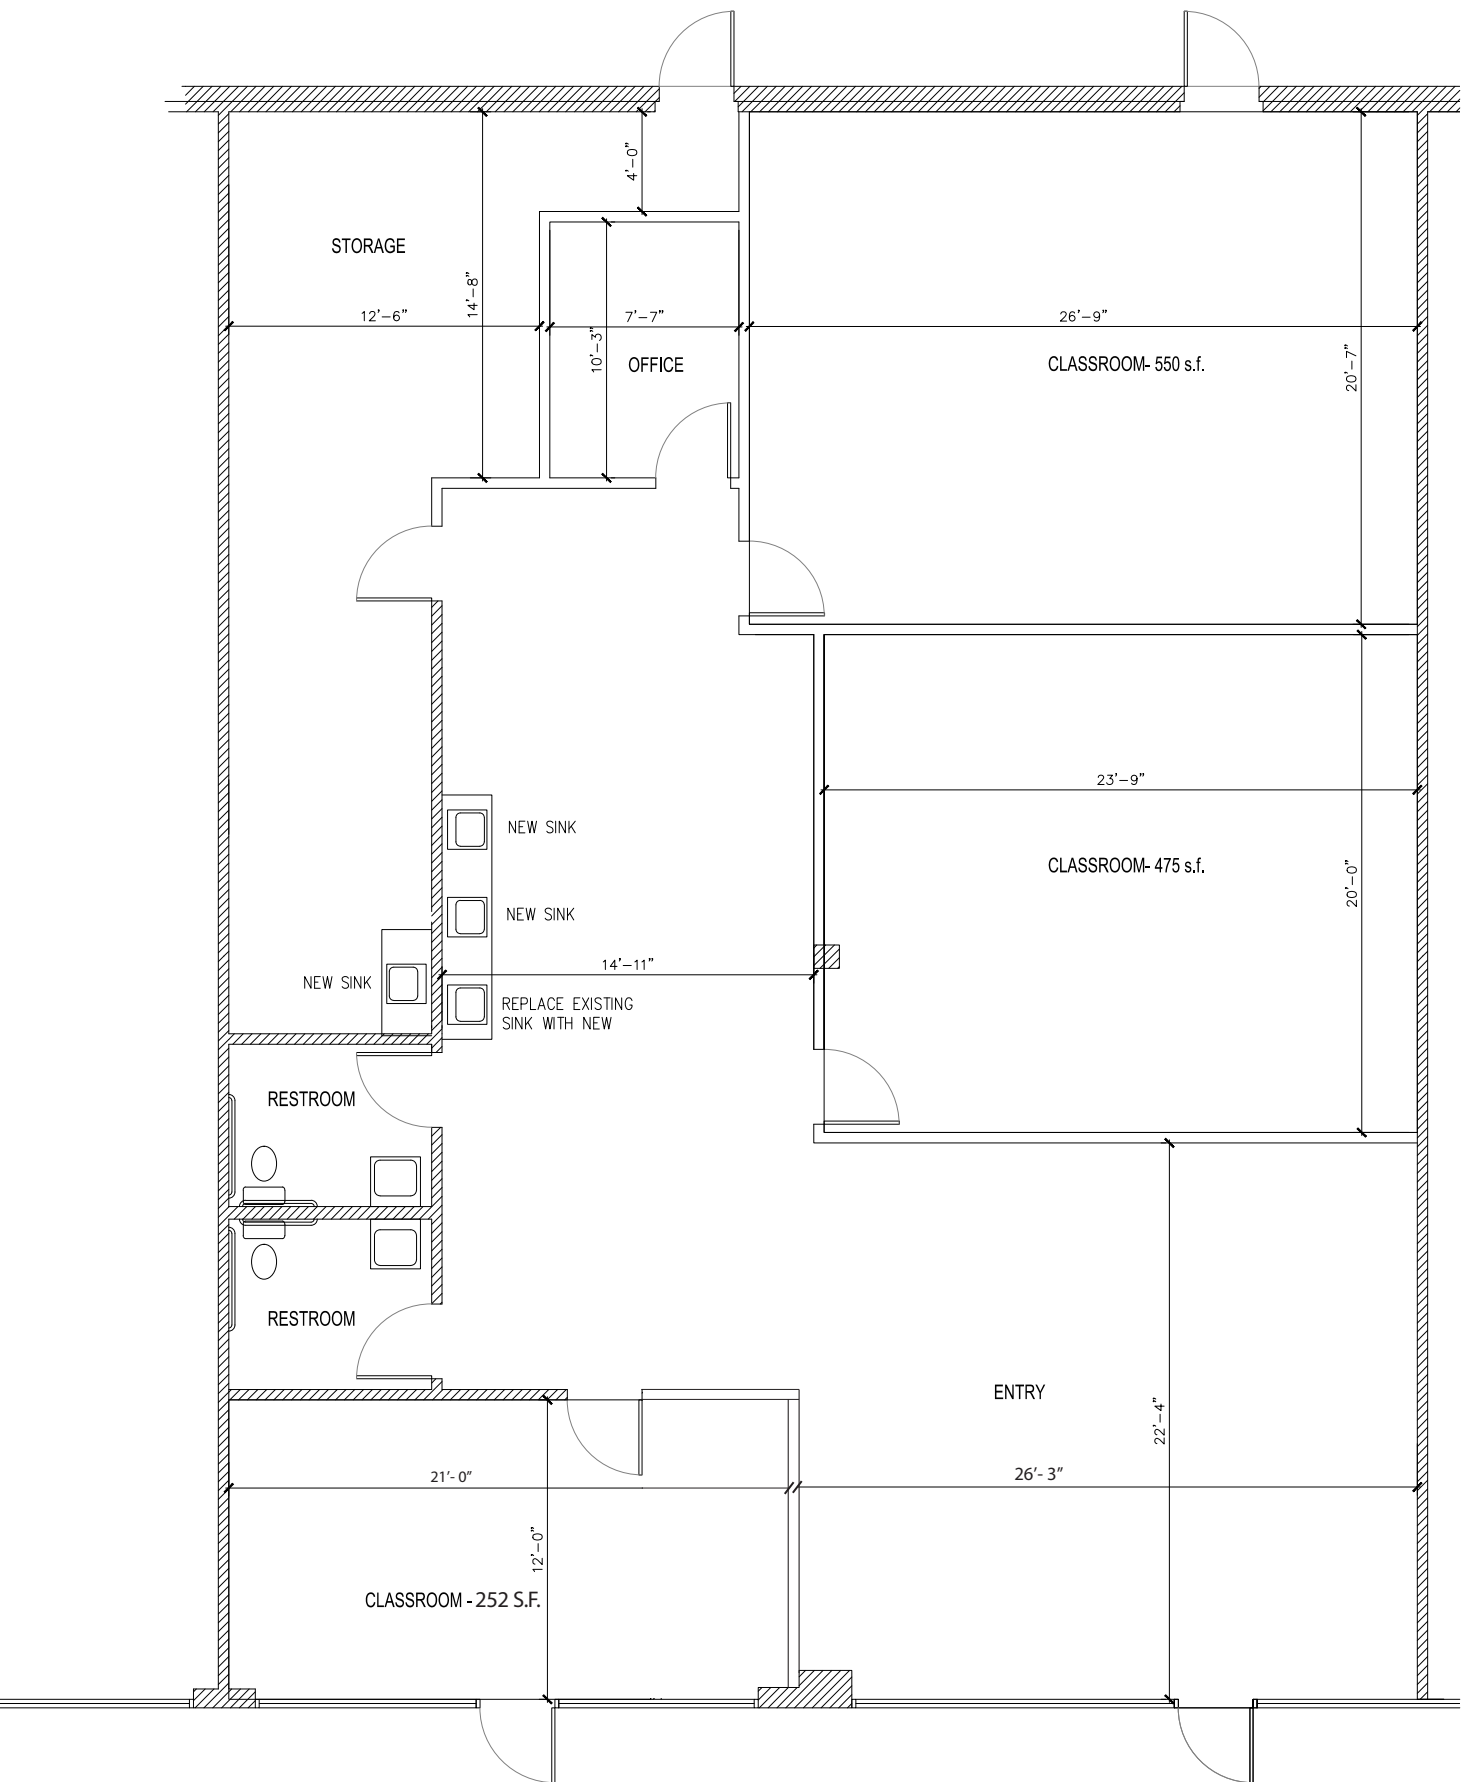 4'-0"
STORAGE
14'-8"
12'-6"
7'-7"
10'-3"
OFFICE
26'-9"
CLASSROOM- 550 s.f.
20'-7"
23'-9"
CLASSROOM- 475 s.f.
20'-0"
NEW SINK
NEW SINK
NEW SINK
14'-11"
REPLACE EXISTING
SINK WITH NEW
RESTROOM
RESTROOM
ENTRY
22'-4"
21'- 0"
26'- 3"
12'-0"
CLASSROOM - 252 S.F.